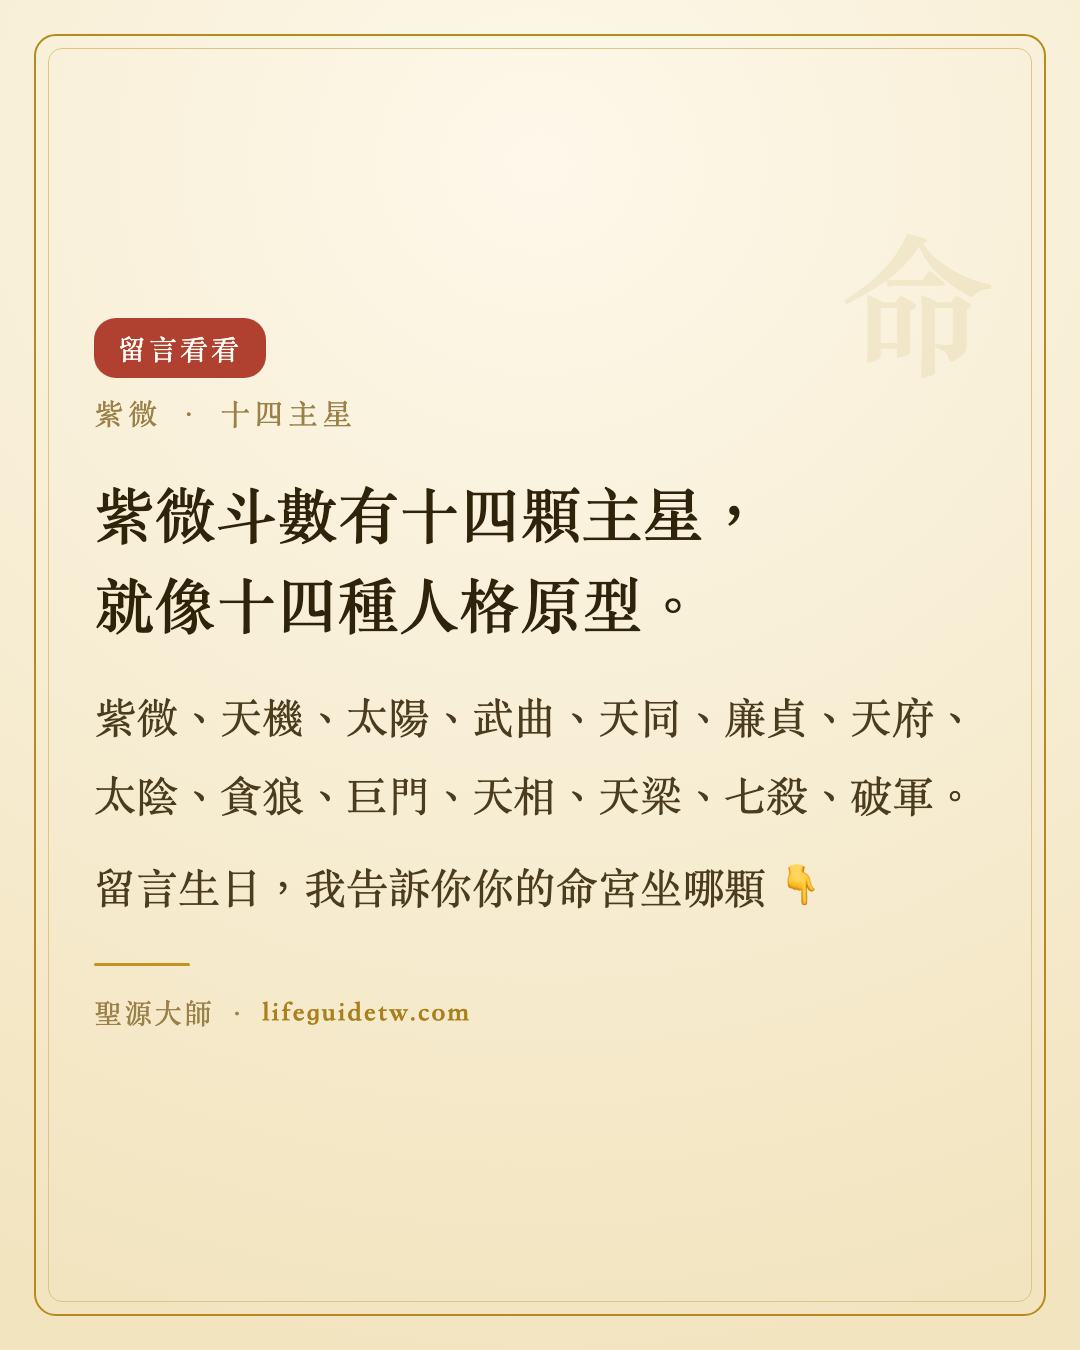 命
留言看看
紫微 · 十四主星
紫微斗數有十四顆主星，
就像十四種人格原型。
紫微、天機、太陽、武曲、天同、廉貞、天府、
太陰、貪狼、巨門、天相、天梁、七殺、破軍。
留言生日，我告訴你你的命宮坐哪顆 👇
聖源大師 · lifeguidetw.com